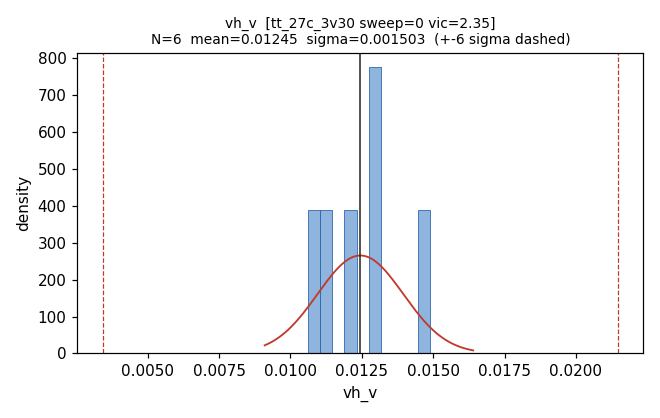 vh_v  [tt_27c_3v30 sweep=0 vic=2.35]
N=6  mean=0.01245  sigma=0.001503  (+-6 sigma dashed)
density
800
700
600
500
400
300
200
100
0
0.0050 0.0075 0.0100 0.0125 0.0150 0.0175 0.0200
vh_v